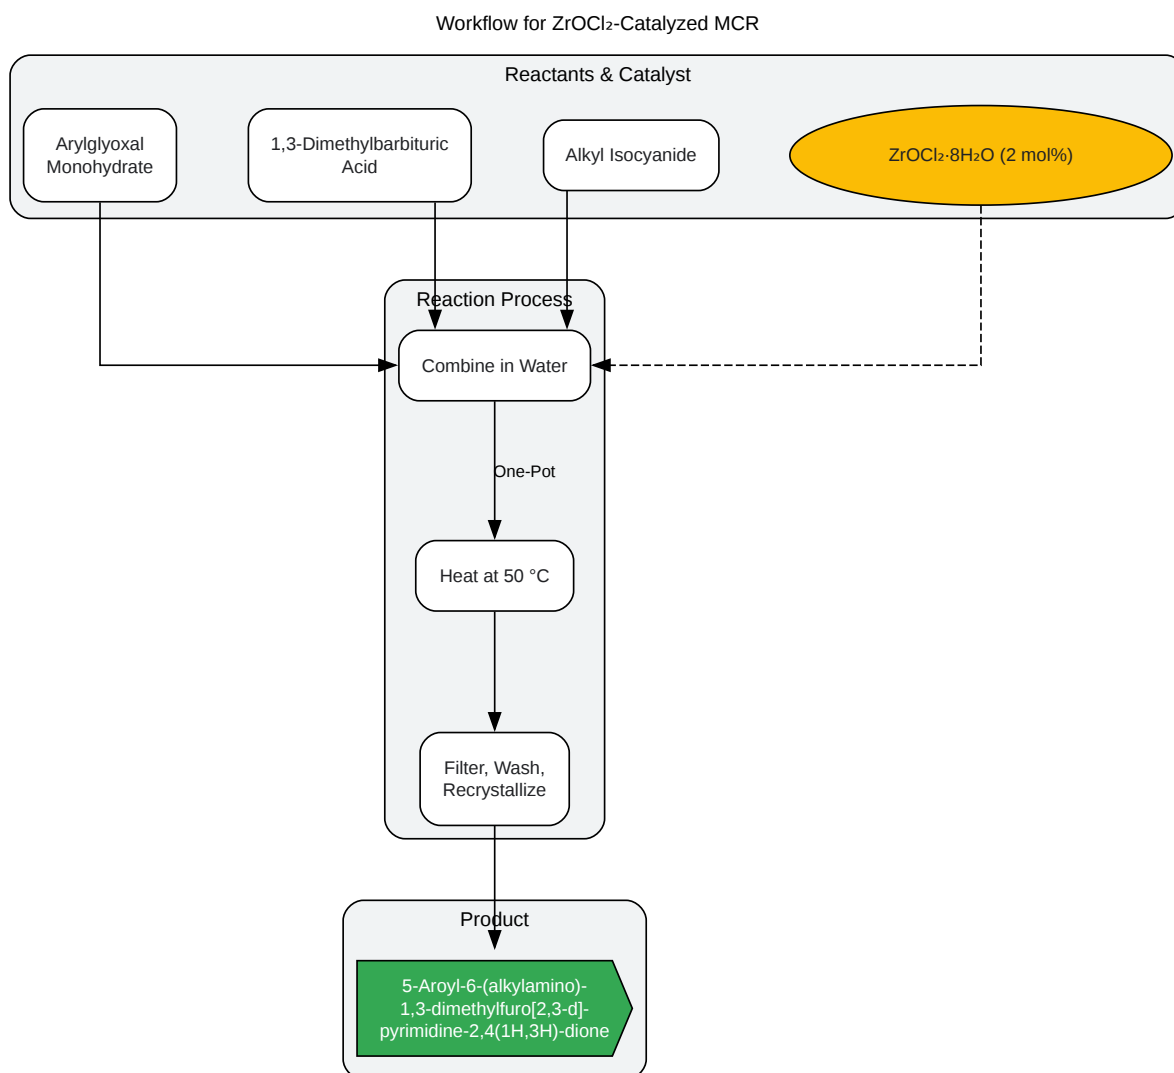 Workflow for ZrOCl₂-Catalyzed MCR
Reactants & Catalyst
Arylglyoxal
Monohydrate
1,3-Dimethylbarbituric
Acid
Alkyl Isocyanide
ZrOCl₂·8H₂O (2 mol%)
Reaction Process
Combine in Water
One-Pot
Heat at 50 °C
Filter, Wash,
Recrystallize
Product
5-Aroyl-6-(alkylamino)-
1,3-dimethylfuro[2,3-d]-
pyrimidine-2,4(1H,3H)-dione